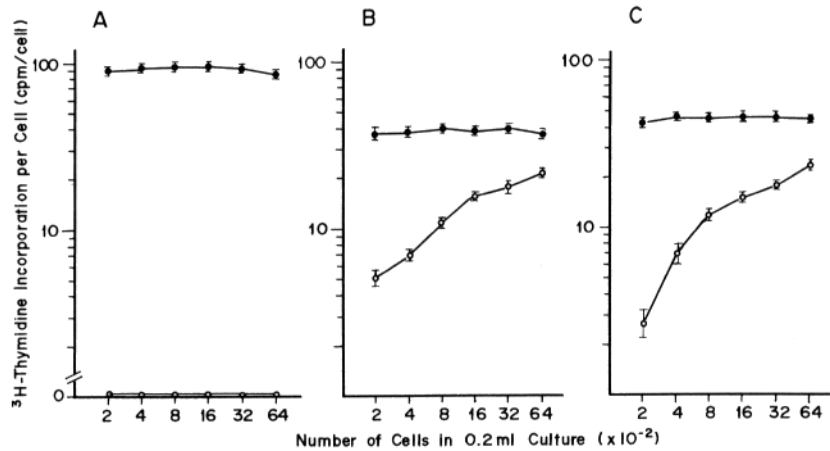 A B C
³H-Thymidine Incorporation per Cell (cpm/cell)
100 100 100
10 10 10
0
2 4 8 16 32 64 2 4 8 16 32 64 2 4 8 16 32 64
Number of Cells in 0.2ml Culture (x10⁻²)